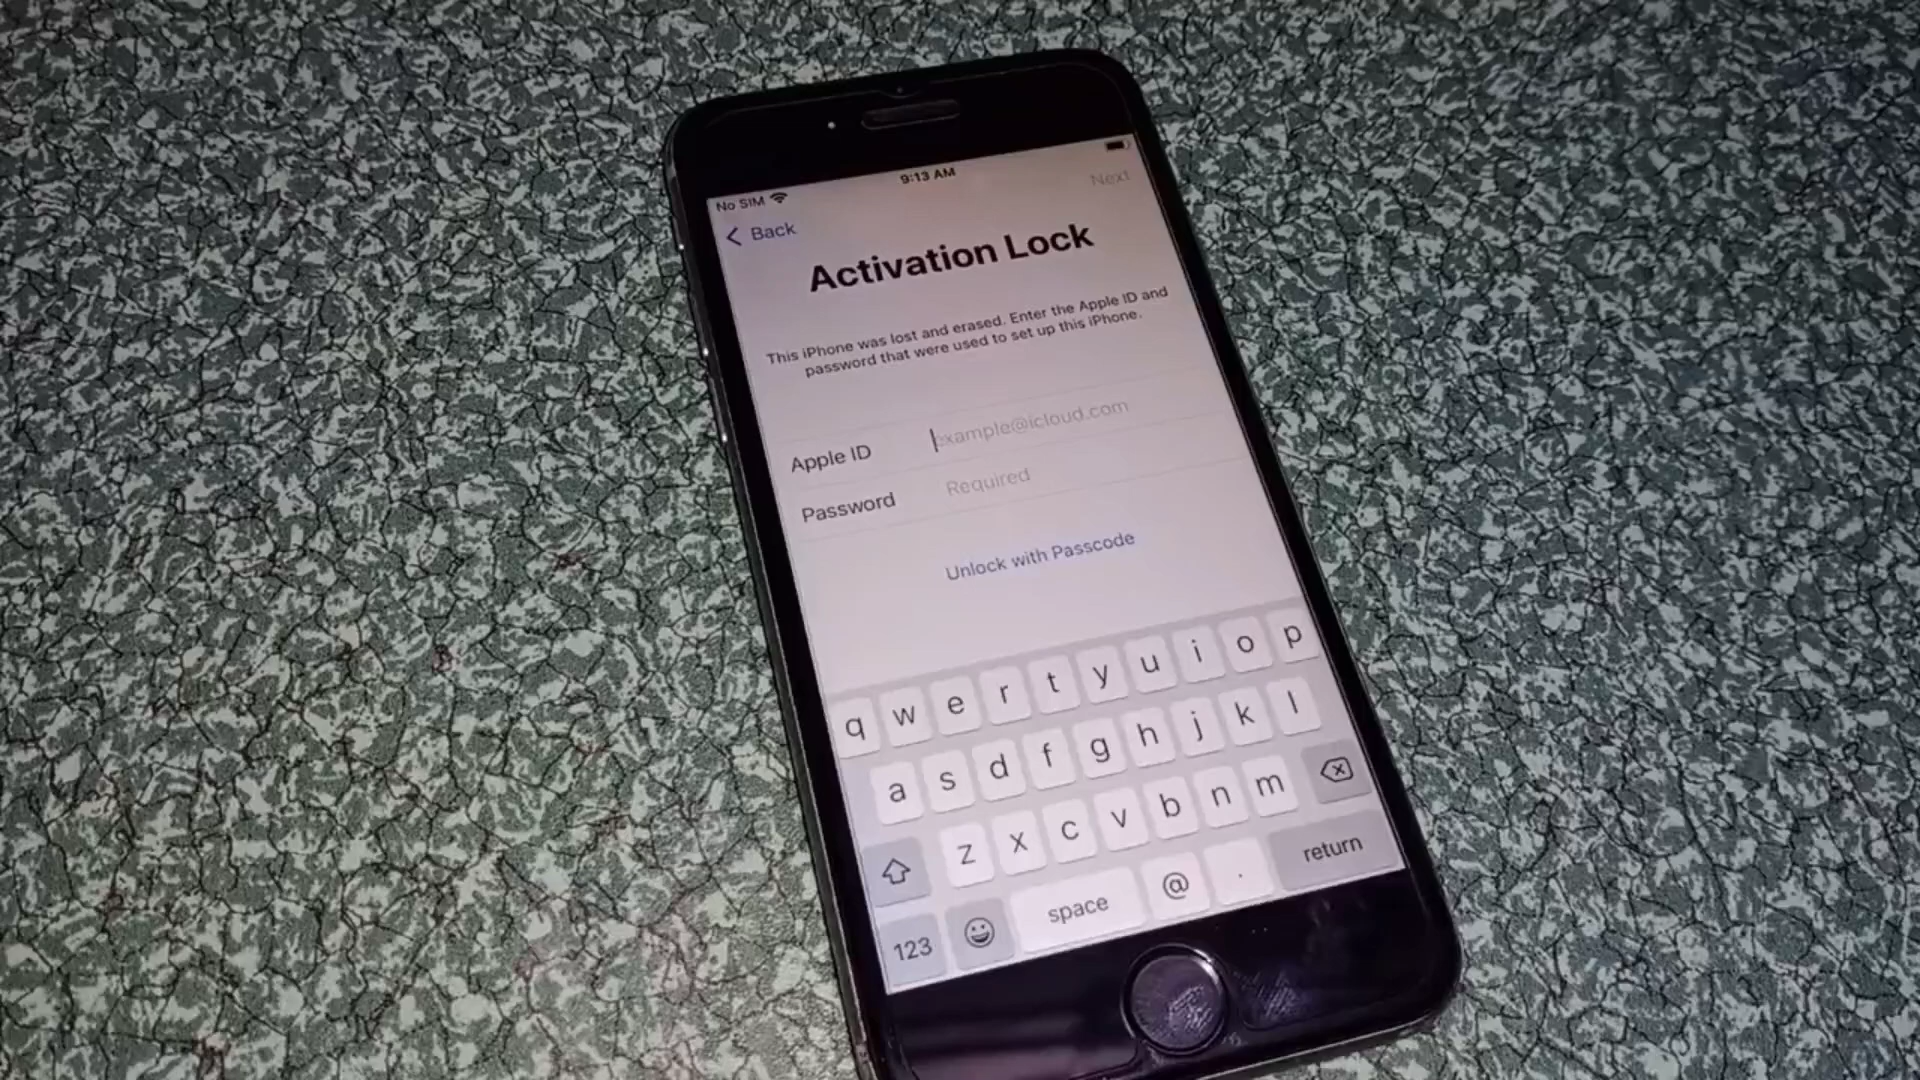 9:13 AM
No SIM
Next
Back
Activation Lock
This iPhone was lost and erased. Enter the Apple ID and
password that were used to set up this iPhone.
Apple ID example@icloud.com
Password Required
Unlock with Passcode
q w e r t y u i o p
a s d f g h j k l
z x c v b n m
123 space @ . return